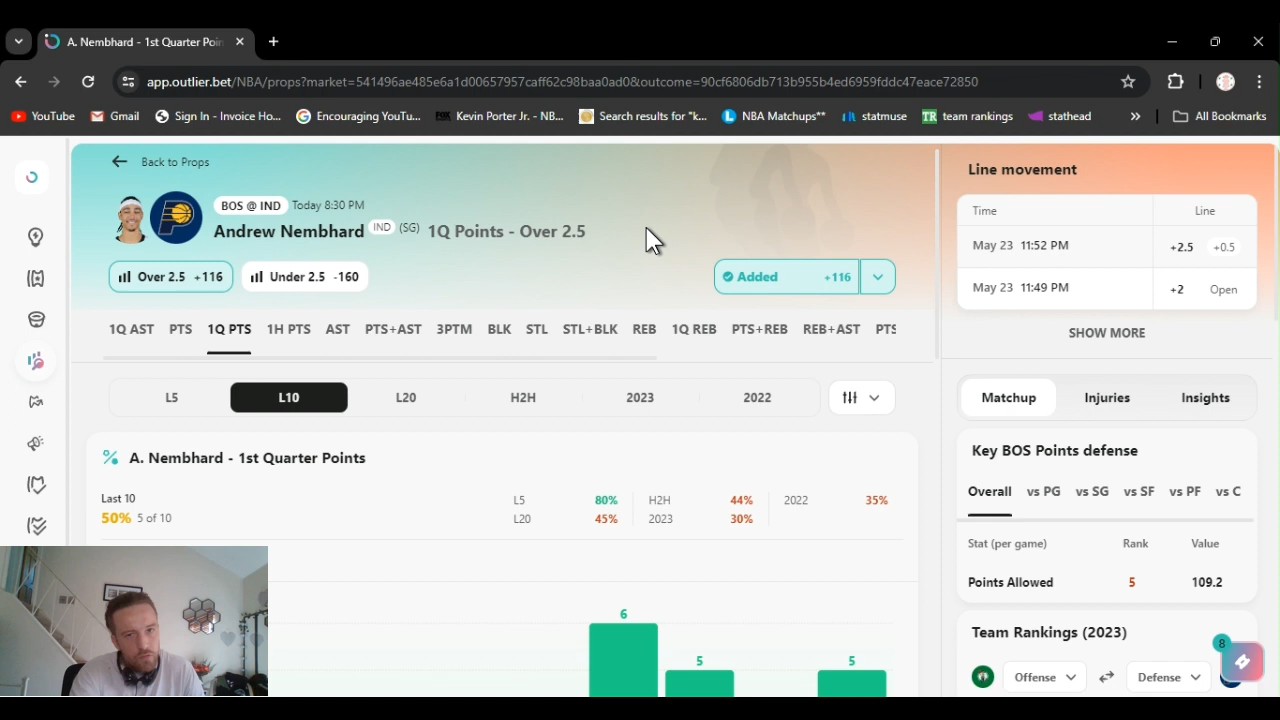 A. Nembhard - 1st Quarter Poin
app.outlier.bet/NBA/props?market=541496ae485e6a1d00657957caff62c98baa0ad0&outcome=90cf6806db713b955b4ed6959fddc47eace72850
YouTube Gmail Sign In - Invoice Ho... Encouraging YouTu... Kevin Porter Jr. - NB... Search results for "k... NBA Matchups** statmuse TR team rankings stathead » All Bookmarks
Back to Props
BOS @ IND Today 8:30 PM
Andrew Nembhard IND (SG) 1Q Points - Over 2.5
Over 2.5 +116 Under 2.5 -160 Added +116
1Q AST PTS 1Q PTS 1H PTS AST PTS+AST 3PTM BLK STL STL+BLK REB 1Q REB PTS+REB REB+AST PTS
L5 L10 L20 H2H 2023 2022
A. Nembhard - 1st Quarter Points
Last 10
50% 5 of 10
L5 80% H2H 44% 2022 35%
L20 45% 2023 30%
6
5
5
Line movement
Time Line
May 23 11:52 PM +2.5 +0.5
May 23 11:49 PM +2 Open
SHOW MORE
Matchup Injuries Insights
Key BOS Points defense
Overall vs PG vs SG vs SF vs PF vs C
Stat (per game) Rank Value
Points Allowed 5 109.2
Team Rankings (2023)
8
Offense Defense